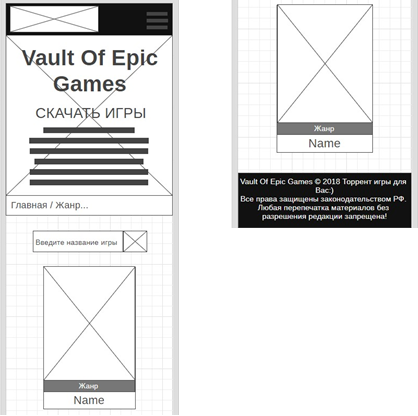 Vault Of Epic
Games
СКАЧАТЬ ИГРЫ
Главная / Жанр...
Введите название игры
Жанр
Name
Жанр
Name
Vault Of Epic Games © 2018 Торрент игры для
Вас:)
Все права защищены законодательством РФ.
Любая перепечатка материалов без
разрешения редакции запрещена!